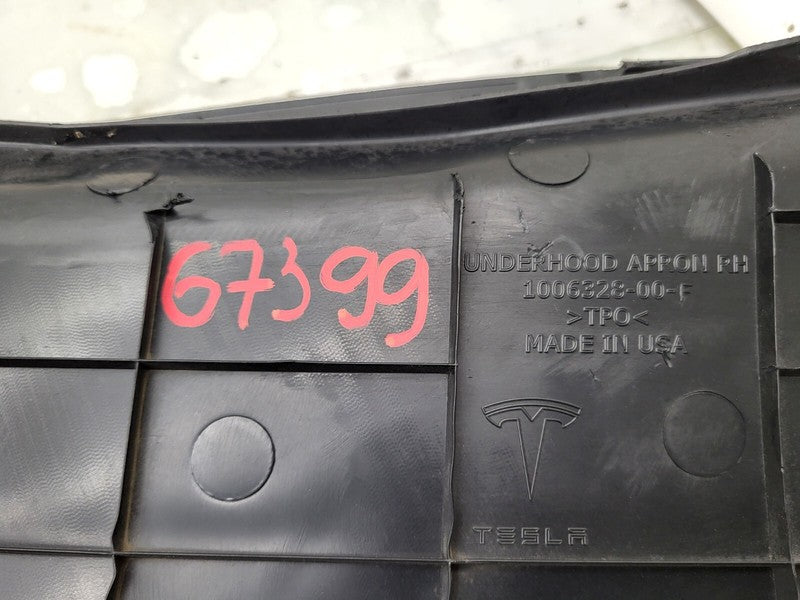 67399
UNDERHOOD APRON RH
1006328-00-F
>TPO<
MADE IN USA
TESLA